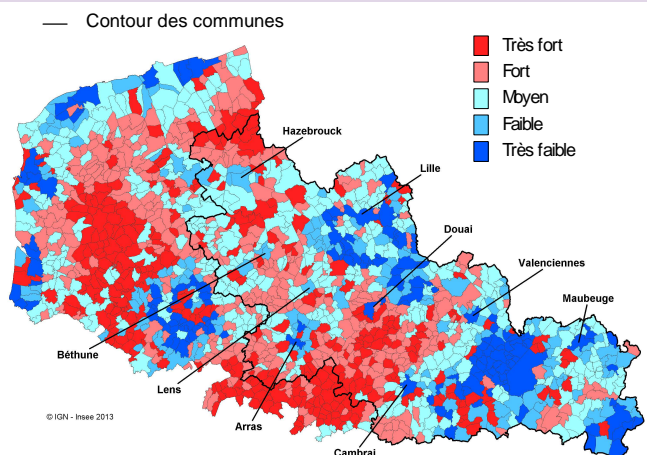 Contour des communes
Très fort
Fort
Moyen
Faible
Très faible
Hazebrouck
Lille
Douai
Valenciennes
Maubeuge
Béthune
Lens
Arras
Cambrai
© IGN - Insee 2013